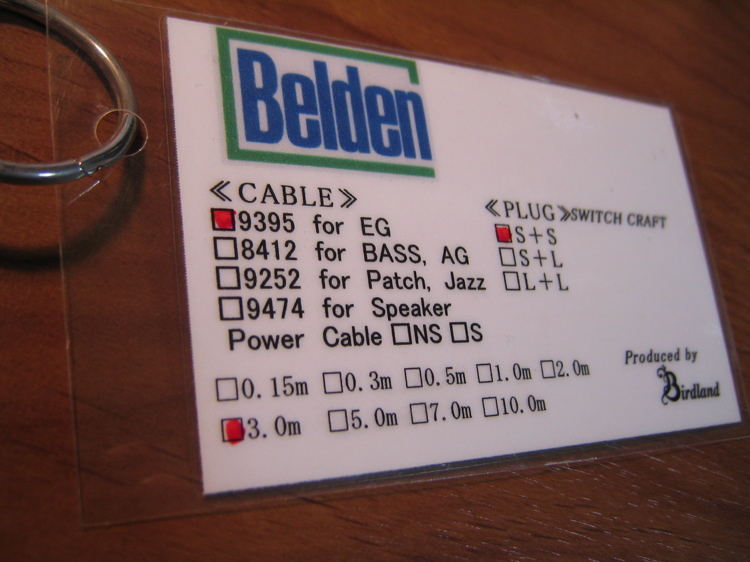 Belden
≪CABLE≫
□9395 for EG
□8412 for BASS, AG
□9252 for Patch, Jazz
□9474 for Speaker
Power Cable □NS □S
≪PLUG≫SWITCH CRAFT
□S+S
□S+L
□L+L
□0.15m □0.3m □0.5m □1.0m □2.0m
□3.0m □5.0m □7.0m □10.0m
Produced by
Birdland